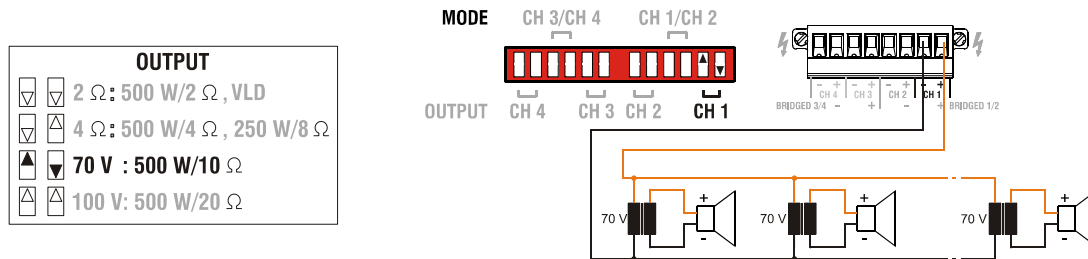 OUTPUT
2 Ω: 500 W/2 Ω , VLD
4 Ω: 500 W/4 Ω , 250 W/8 Ω
70 V : 500 W/10 Ω
100 V: 500 W/20 Ω
MODE CH 3/CH 4 CH 1/CH 2
OUTPUT CH 4 CH 3 CH 2 CH 1
- + - + - + - +
CH 4 CH 3 CH 2 CH 1
BRIDGED 3/4 - + - + BRIDGED 1/2
70 V + -
70 V + -
70 V + -